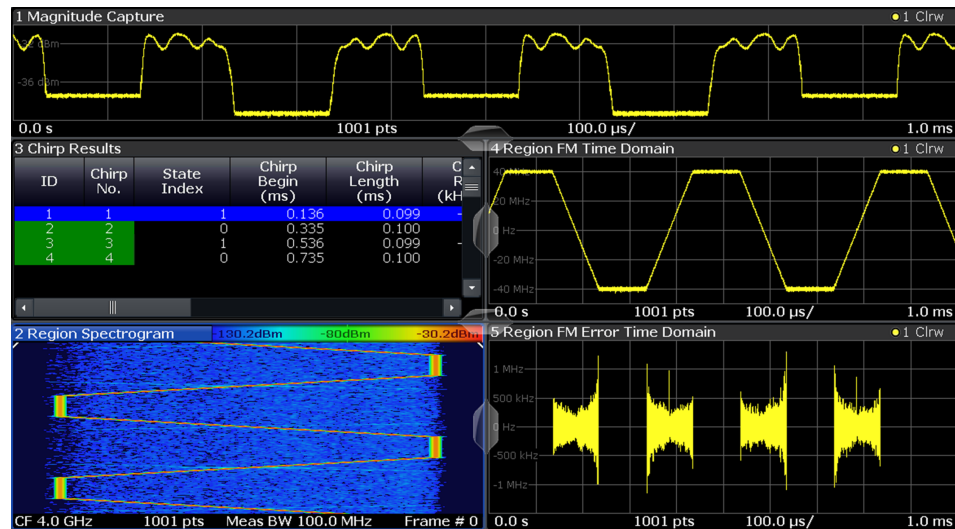 1 Magnitude Capture
1 Clrw
-36 dBm
0.0 s 1001 pts 100.0 µs/ 1.0 ms
3 Chirp Results
ID Chirp No. State Index Chirp Begin (ms) Chirp Length (ms) C R (kH
1 1 1 0.136 0.099 -
2 2 0 0.335 0.100
3 3 1 0.536 0.099 -
4 4 0 0.735 0.100
4 Region FM Time Domain
1 Clrw
0 Hz
-20 MHz
-40 MHz
0.0 s 1001 pts 100.0 µs/ 1.0 ms
2 Region Spectrogram -130.2dBm -80dBm -30.2dBm
CF 4.0 GHz 1001 pts Meas BW 100.0 MHz Frame # 0
5 Region FM Error Time Domain
1 Clrw
1 MHz
500 kHz
0 Hz
-500 kHz
-1 MHz
0.0 s 1001 pts 100.0 µs/ 1.0 ms